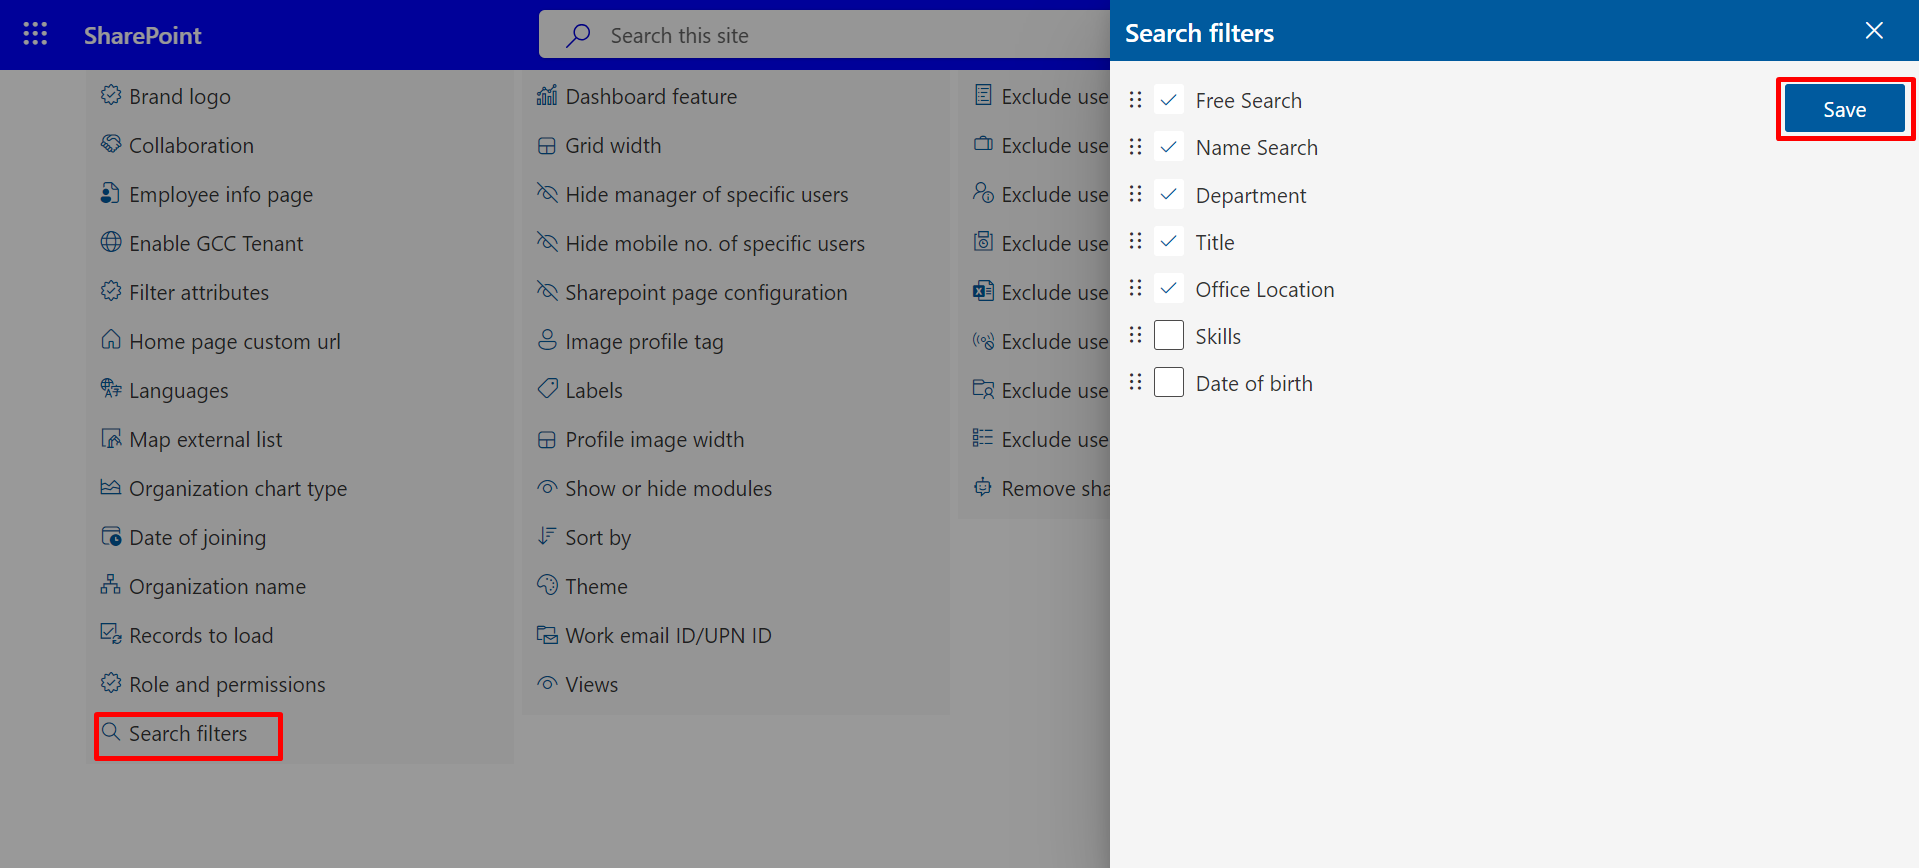 SharePoint
Search this site
Brand logo
Collaboration
Employee info page
Enable GCC Tenant
Filter attributes
Home page custom url
Languages
Map external list
Organization chart type
Date of joining
Organization name
Records to load
Role and permissions
Search filters
Dashboard feature
Grid width
Hide manager of specific users
Hide mobile no. of specific users
Sharepoint page configuration
Image profile tag
Labels
Profile image width
Show or hide modules
Sort by
Theme
Work email ID/UPN ID
Views
Exclude use
Exclude use
Exclude use
Exclude use
Exclude use
Exclude use
Exclude use
Exclude use
Remove sha
Search filters
Save
Free Search
Name Search
Department
Title
Office Location
Skills
Date of birth